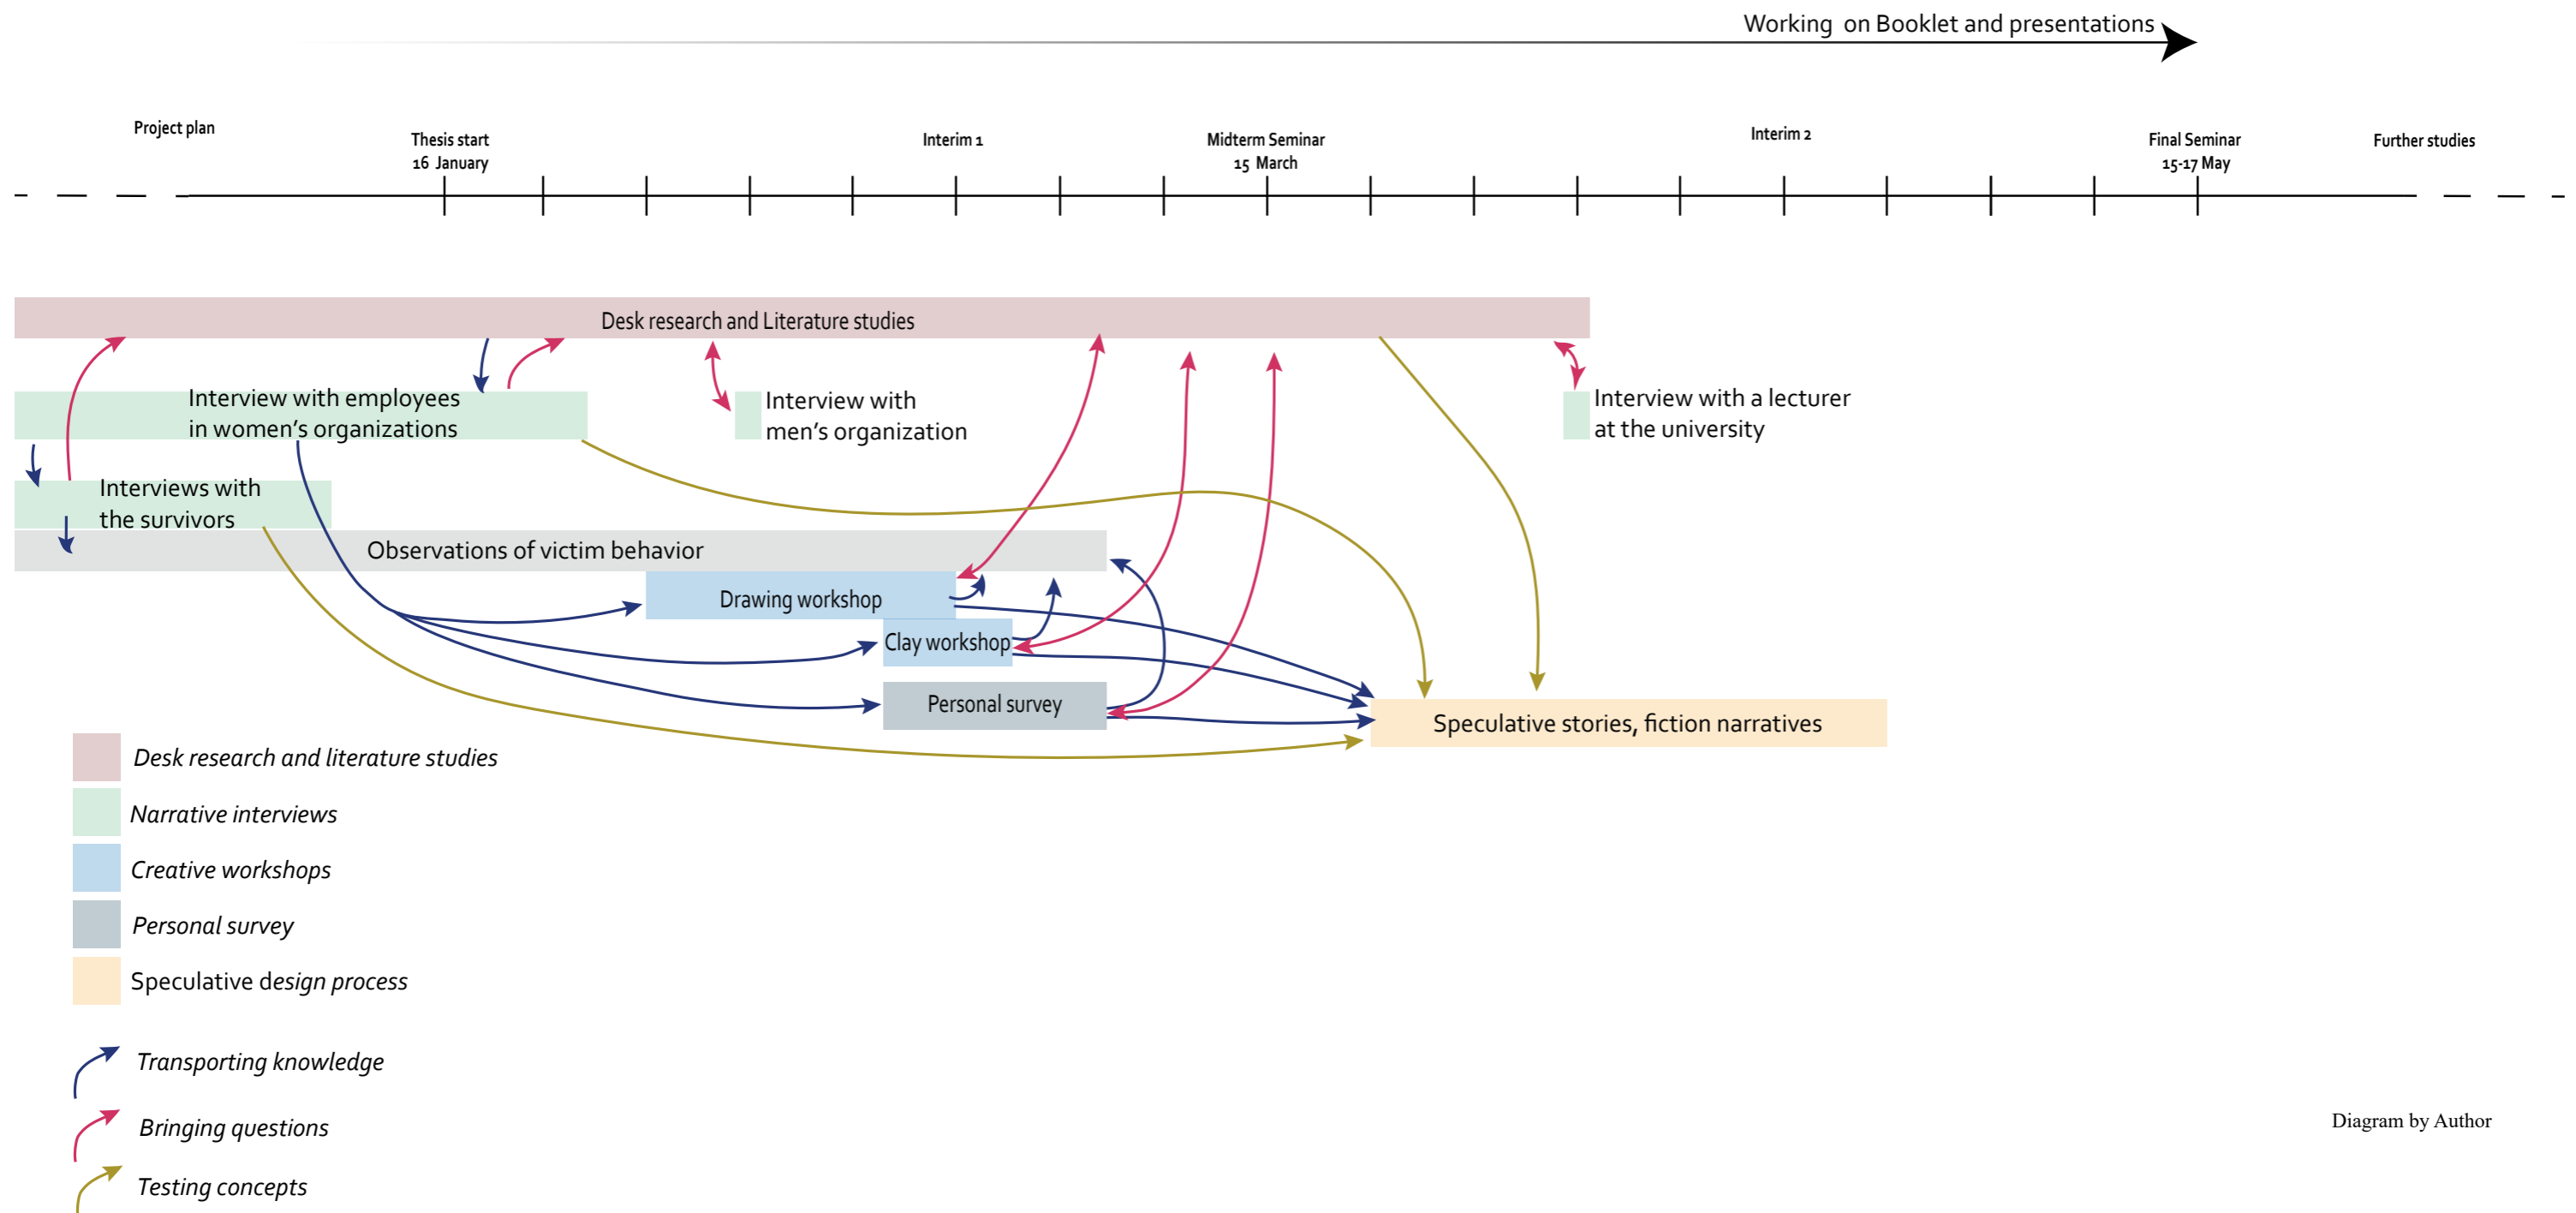 Working  on Booklet and presentations
Project plan
Thesis start
16 January
Interim 1
Midterm Seminar
15 March
Interim 2
Final Seminar
15-17 May
Further studies
Desk research and Literature studies
Interview with employees
in women’s organizations
Interview with
men’s organization
Interview with a lecturer
at the university
Interviews with
the survivors
Observations of victim behavior
Drawing workshop
Clay workshop
Personal survey
Speculative stories, fiction narratives
Desk research and literature studies
Narrative interviews
Creative workshops
Personal survey
Speculative design process
Transporting knowledge
Bringing questions
Testing concepts
Diagram by Author